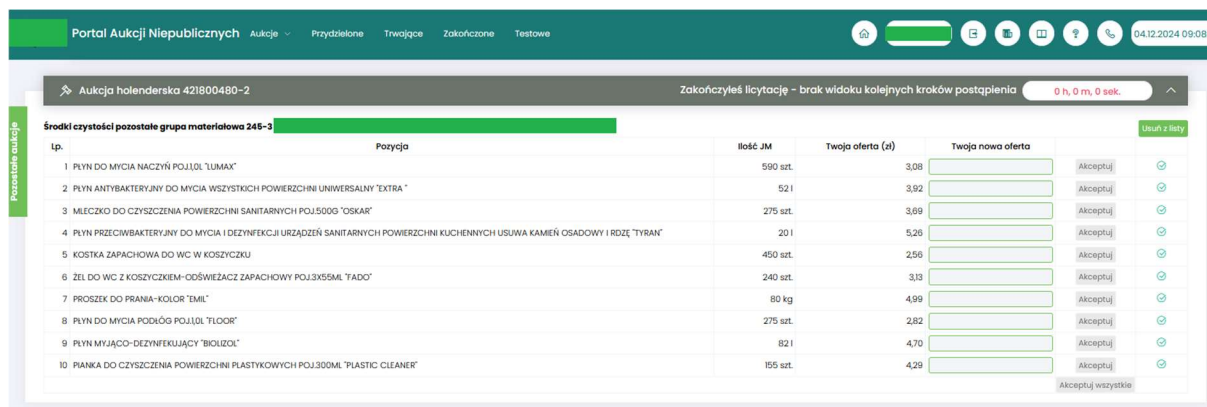 Portal Aukcji Niepublicznych Aukcje Przydzielone Trwające Zakończone Testowe 04.12.2024 09:08
Aukcja holenderska 421800480-2 Zakończyłeś licytację - brak widoku kolejnych kroków postąpienia 0 h, 0 m, 0 sek.
Pozostałe aukcje
Środki czystości pozostałe grupa materiałowa 245-3 Usuń z listy
Lp. Pozycja Ilość JM Twoja oferta (zł) Twoja nowa oferta
1 PŁYN DO MYCIA NACZYŃ POJ.1,0L "LUMAX" 590 szt. 3,08 Akceptuj
2 PŁYN ANTYBAKTERYJNY DO MYCIA WSZYSTKICH POWIERZCHNI UNIWERSALNY "EXTRA " 52 l 3,92 Akceptuj
3 MLECZKO DO CZYSZCZENIA POWIERZCHNI SANITARNYCH POJ.500G "OSKAR" 275 szt. 3,69 Akceptuj
4 PŁYN PRZECIWBAKTERYJNY DO MYCIA I DEZYNFEKCJI URZĄDZEŃ SANITARNYCH POWIERZCHNI KUCHENNYCH USUWA KAMIEŃ OSADOWY I RDZĘ "TYRAN" 20 l 5,26 Akceptuj
5 KOSTKA ZAPACHOWA DO WC W KOSZYCZKU 450 szt. 2,56 Akceptuj
6 ŻEL DO WC Z KOSZYCZKIEM-ODŚWIEŻACZ ZAPACHOWY POJ.3X55ML "FADO" 240 szt. 3,13 Akceptuj
7 PROSZEK DO PRANIA-KOLOR "EMIL" 80 kg 4,99 Akceptuj
8 PŁYN DO MYCIA PODŁÓG POJ.1,0L "FLOOR" 275 szt. 2,82 Akceptuj
9 PŁYN MYJĄCO-DEZYNFEKUJĄCY "BIOLIZOL" 82 l 4,70 Akceptuj
10 PIANKA DO CZYSZCZENIA POWIERZCHNI PLASTYKOWYCH POJ.300ML "PLASTIC CLEANER" 155 szt. 4,29 Akceptuj
Akceptuj wszystkie